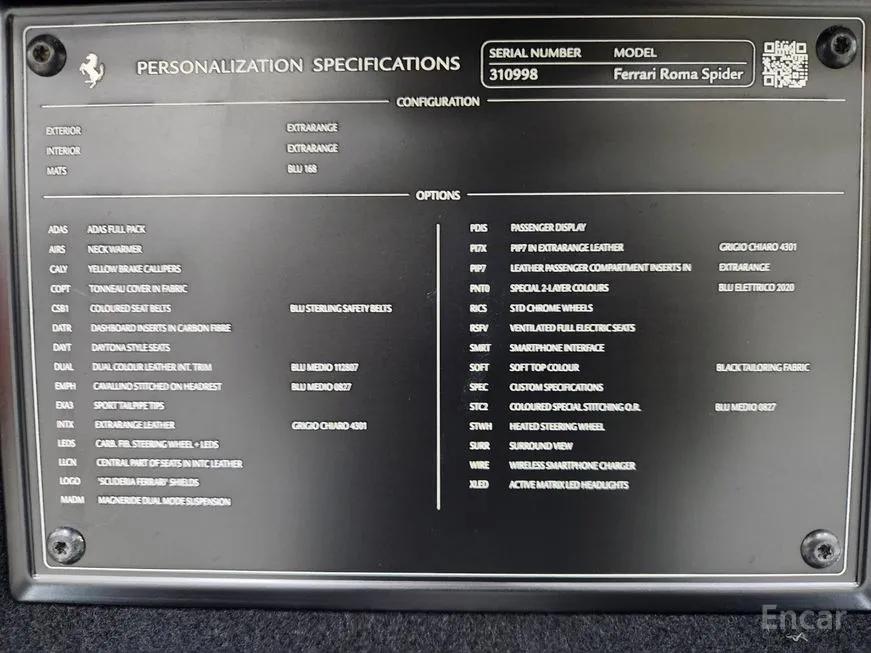 PERSONALIZATION SPECIFICATIONS
SERIAL NUMBER MODEL
310998 Ferrari Roma Spider
CONFIGURATION
EXTERIOR EXTRARANGE
INTERIOR EXTRARANGE
MATS BLU 168
OPTIONS
ADAS ADAS FULL PACK
AIRS NECK WARMER
CALY YELLOW BRAKE CALLIPERS
COPT TONNEAU COVER IN FABRIC
CSB1 COLOURED SEAT BELTS BLU STERLING SAFETY BELTS
DATR DASHBOARD INSERTS IN CARBON FIBRE
DAYT DAYTONA STYLE SEATS
DUAL DUAL COLOUR LEATHER INT. TRIM BLU MEDIO 112807
EMPH CAVALLINO STITCHED ON HEADREST BLU MEDIO 0827
EXA3 SPORT TAILPIPE TIPS
INTX EXTRARANGE LEATHER GRIGIO CHIARO 4301
LEDS CARB. FIB. STEERING WHEEL + LEDS
LLCN CENTRAL PART OF SEATS IN INTC LEATHER
LOGO 'SCUDERIA FERRARI' SHIELDS
MADM MAGNERIDE DUAL MODE SUSPENSION
PDIS PASSENGER DISPLAY
PI7X PIP7 IN EXTRARANGE LEATHER GRIGIO CHIARO 4301
PIP7 LEATHER PASSENGER COMPARTMENT INSERTS IN EXTRARANGE
PNT0 SPECIAL 2-LAYER COLOURS BLU ELETTRICO 2020
RICS STD CHROME WHEELS
RSFV VENTILATED FULL ELECTRIC SEATS
SMRT SMARTPHONE INTERFACE
SOFT SOFT TOP COLOUR BLACK TAILORING FABRIC
SPEC CUSTOM SPECIFICATIONS
STC2 COLOURED SPECIAL STITCHING O.R. BLU MEDIO 0827
STWH HEATED STEERING WHEEL
SURR SURROUND VIEW
WIRE WIRELESS SMARTPHONE CHARGER
XLED ACTIVE MATRIX LED HEADLIGHTS
Encar